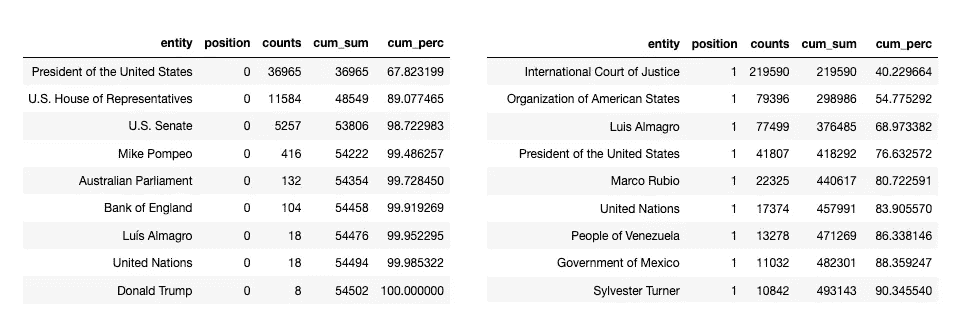 entity position counts cum_sum cum_perc
President of the United States 0 36965 36965 67.823199
U.S. House of Representatives 0 11584 48549 89.077465
U.S. Senate 0 5257 53806 98.722983
Mike Pompeo 0 416 54222 99.486257
Australian Parliament 0 132 54354 99.728450
Bank of England 0 104 54458 99.919269
Luís Almagro 0 18 54476 99.952295
United Nations 0 18 54494 99.985322
Donald Trump 0 8 54502 100.000000
entity position counts cum_sum cum_perc
International Court of Justice 1 219590 219590 40.229664
Organization of American States 1 79396 298986 54.775292
Luis Almagro 1 77499 376485 68.973382
President of the United States 1 41807 418292 76.632572
Marco Rubio 1 22325 440617 80.722591
United Nations 1 17374 457991 83.905570
People of Venezuela 1 13278 471269 86.338146
Government of Mexico 1 11032 482301 88.359247
Sylvester Turner 1 10842 493143 90.345540